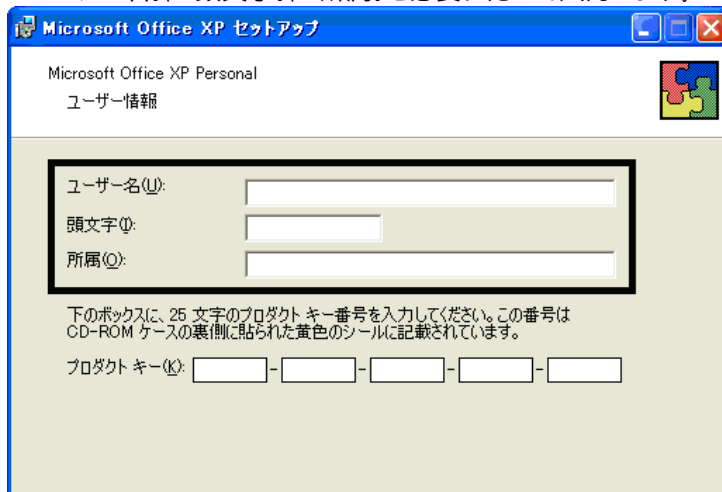 Microsoft Office XP セットアップ
Microsoft Office XP Personal
ユーザー情報
ユーザー名(U):
頭文字(I):
所属(O):
下のボックスに、25 文字のプロダクト キー番号を入力してください。この番号は
CD-ROM ケースの裏側に貼られた黄色のシールに記載されています。
プロダクト キー(K): - - - -